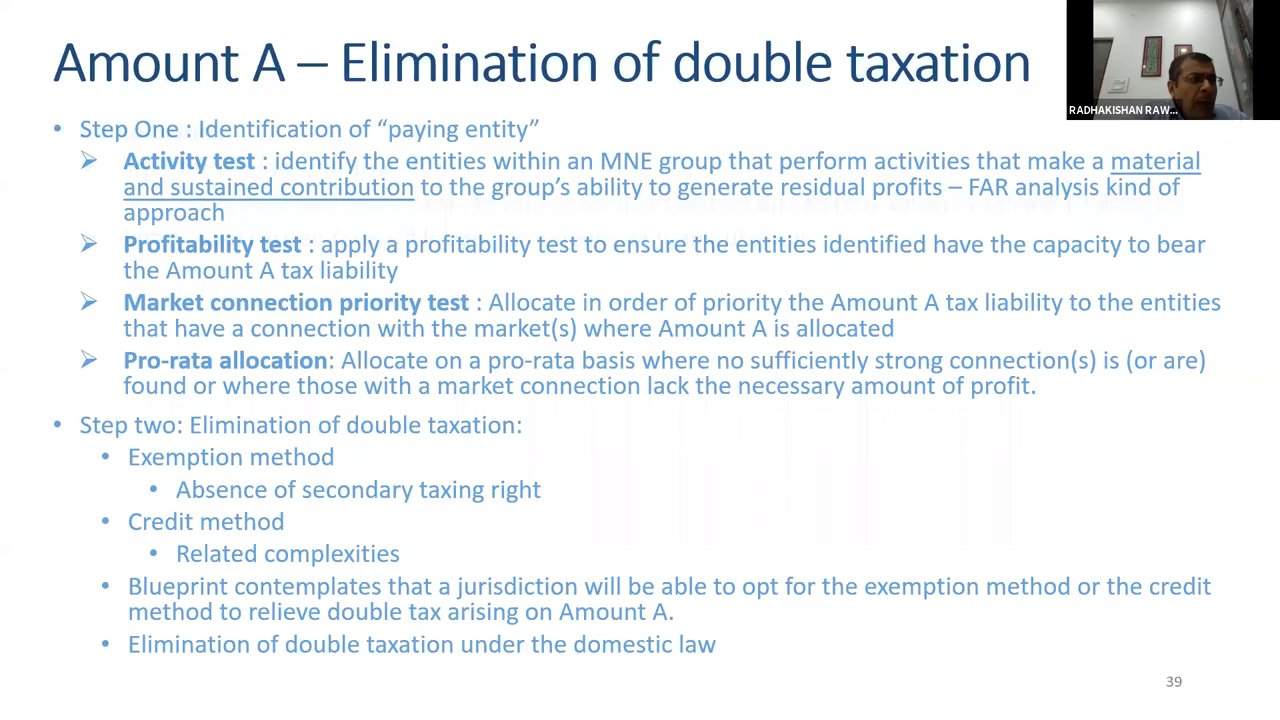 Amount A – Elimination of double taxation
RADHAKISHAN RAW...
• Step One : Identification of “paying entity”
➢ Activity test : identify the entities within an MNE group that perform activities that make a material
and sustained contribution to the group’s ability to generate residual profits – FAR analysis kind of
approach
➢ Profitability test : apply a profitability test to ensure the entities identified have the capacity to bear
the Amount A tax liability
➢ Market connection priority test : Allocate in order of priority the Amount A tax liability to the entities
that have a connection with the market(s) where Amount A is allocated
➢ Pro-rata allocation: Allocate on a pro-rata basis where no sufficiently strong connection(s) is (or are)
found or where those with a market connection lack the necessary amount of profit.
• Step two: Elimination of double taxation:
• Exemption method
• Absence of secondary taxing right
• Credit method
• Related complexities
• Blueprint contemplates that a jurisdiction will be able to opt for the exemption method or the credit
method to relieve double tax arising on Amount A.
• Elimination of double taxation under the domestic law
39